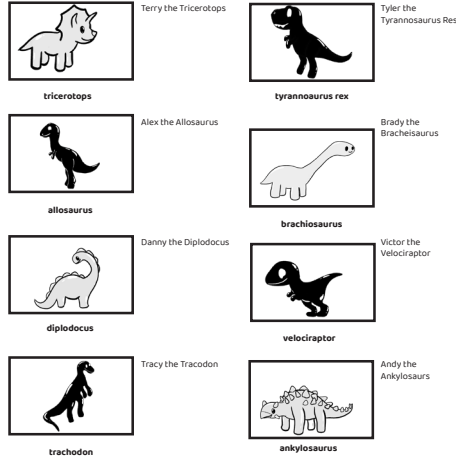 Terry the Tricerotops
tricerotops
Tyler the
Tyrannosaurus Res
tyrannoaurus rex
Alex the Allosaurus
allosaurus
Brady the
Bracheisaurus
brachiosaurus
Danny the Diplodocus
diplodocus
Victor the
Velociraptor
velociraptor
Tracy the Tracodon
trachodon
Andy the
Ankylosaurs
ankylosaurus